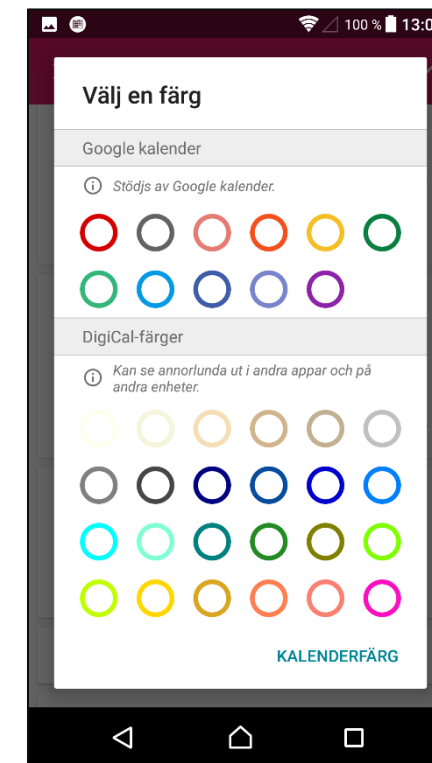 100 % 13:0
Välj en färg
Google kalender
Stödjs av Google kalender.
DigiCal-färger
Kan se annorlunda ut i andra appar och på
andra enheter.
KALENDERFÄRG